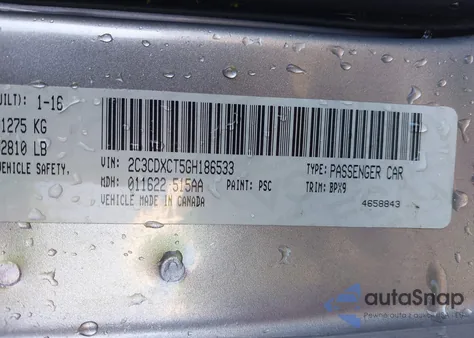 UILT): 1-16
1275 KG
2810 LB
VEHICLE SAFETY.
VIN: 2C3CDXCT5GH186533
TYPE: PASSENGER CAR
MDH: 011622 515AA
PAINT: PSC
TRIM: BPX9
VEHICLE MADE IN CANADA
4658843
autoSnap